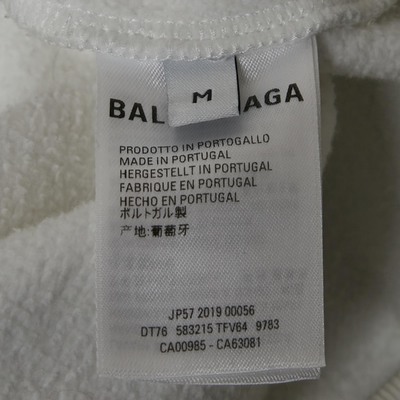 M
BAL AGA
PRODOTTO IN PORTOGALLO
MADE IN PORTUGAL
HERGESTELLT IN PORTUGAL
FABRIQUE EN PORTUGAL
HECHO EN PORTUGAL
ポルトガル製
产地:葡萄牙
JP57 2019 00056
DT76 583215 TFV64 9783
CA00985 - CA63081